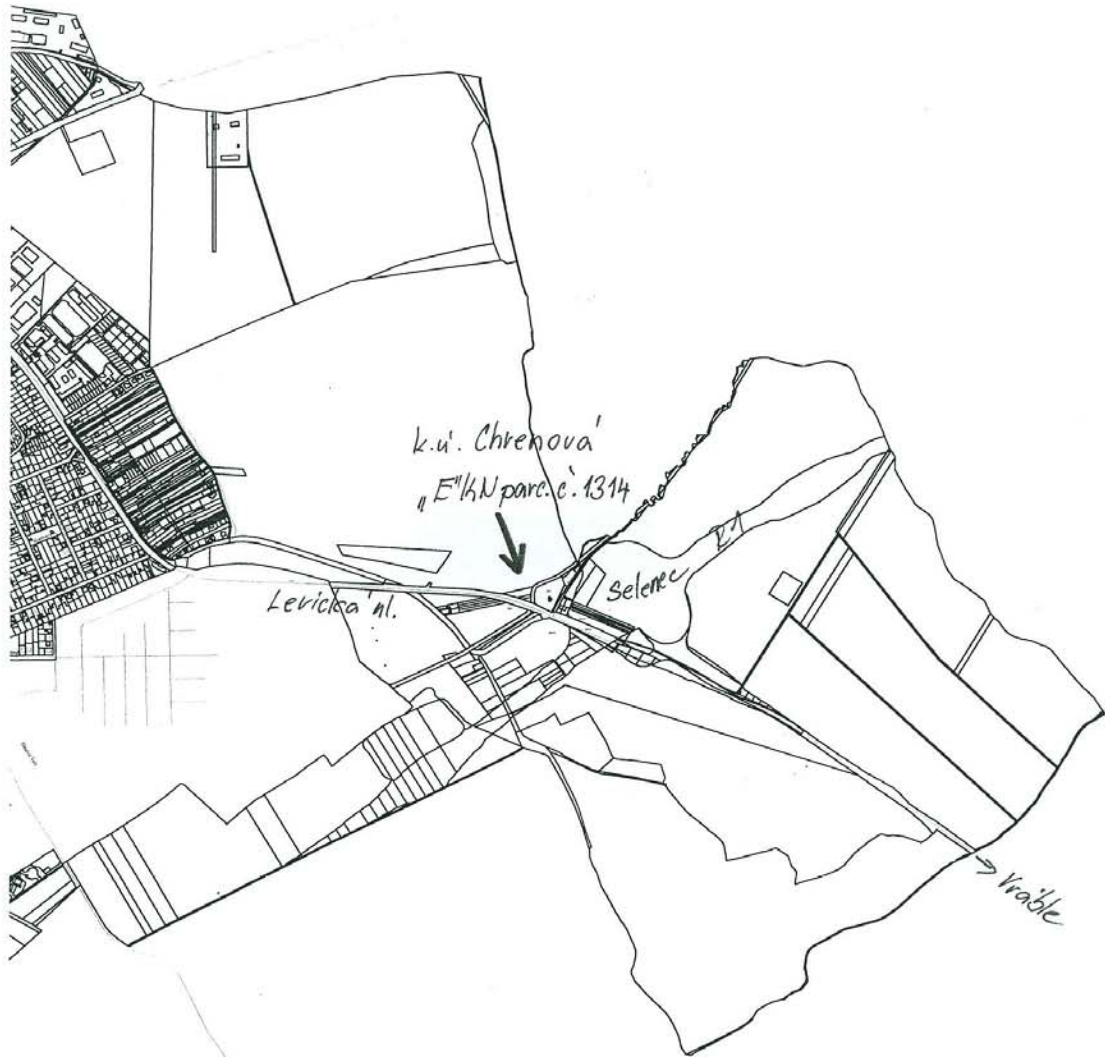 k.ú. Chrenová
„E" KN parc. č. 1314
Levická ul.
Selenec
Vráble